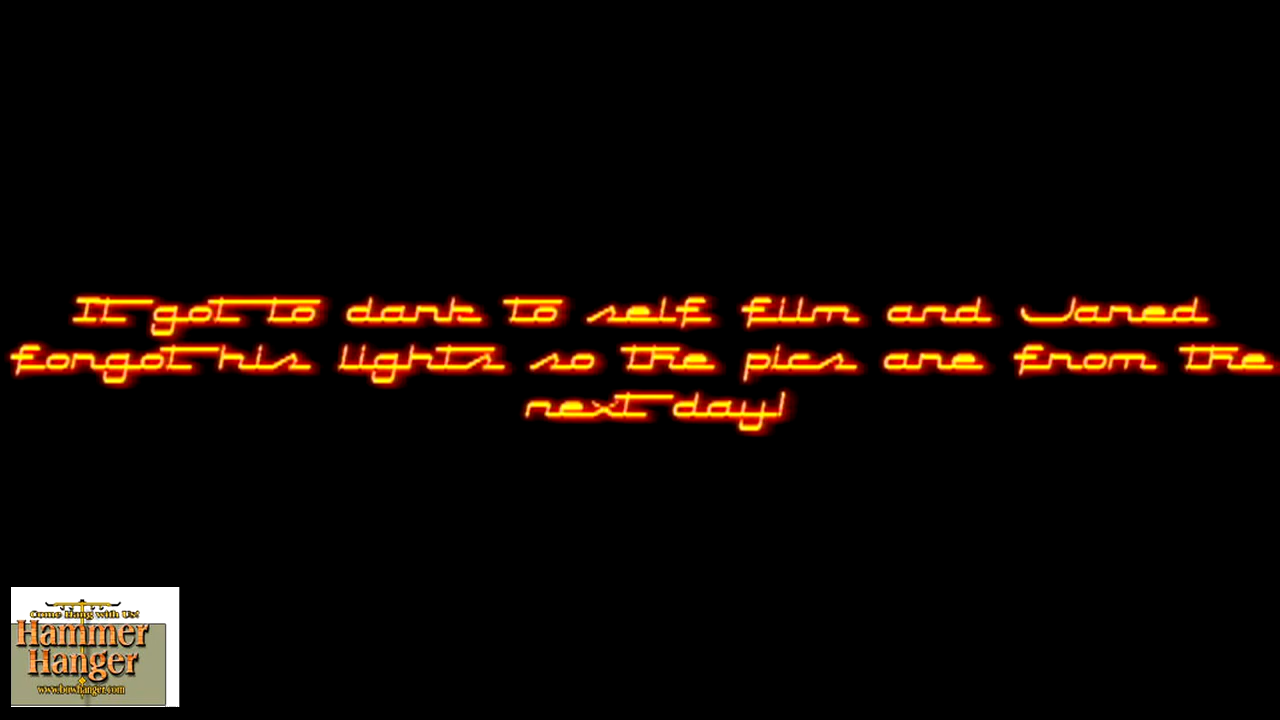 It got to dark to self film and Jared
forgot his lights so the pics are from the
next day!
Come Hang with Us!
Hammer
Hanger
www.bowhanger.com